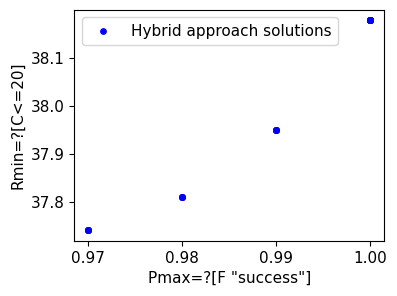 Hybrid approach solutions
38.1
38.0
37.9
37.8
Rmin=?[C<=20]
0.97 0.98 0.99 1.00
Pmax=?[F "success"]